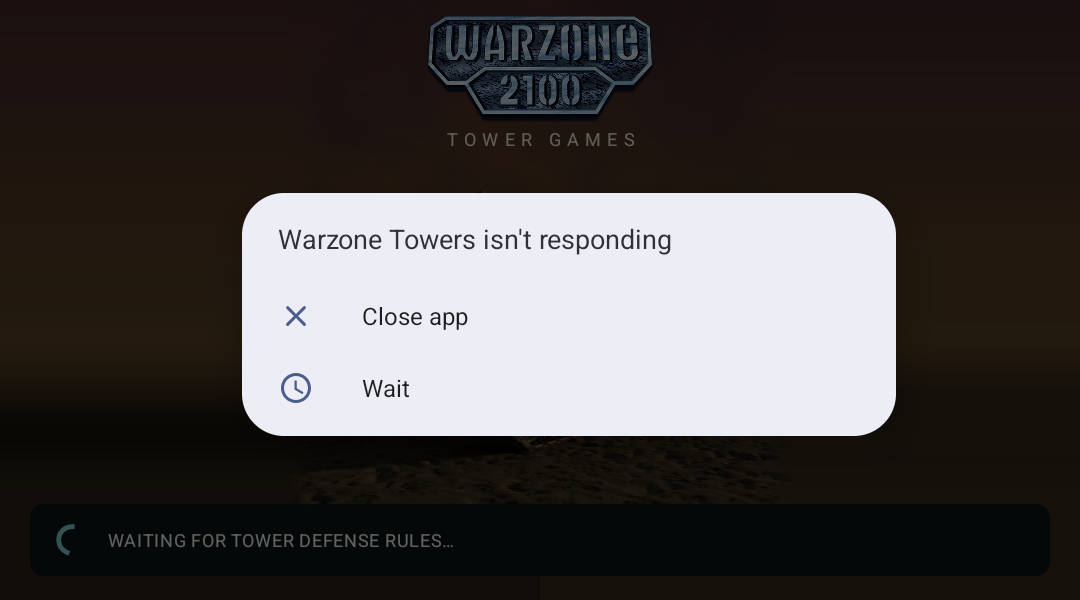 WARZONE
2100
TOWER GAMES
Warzone Towers isn't responding
Close app
Wait
WAITING FOR TOWER DEFENSE RULES…